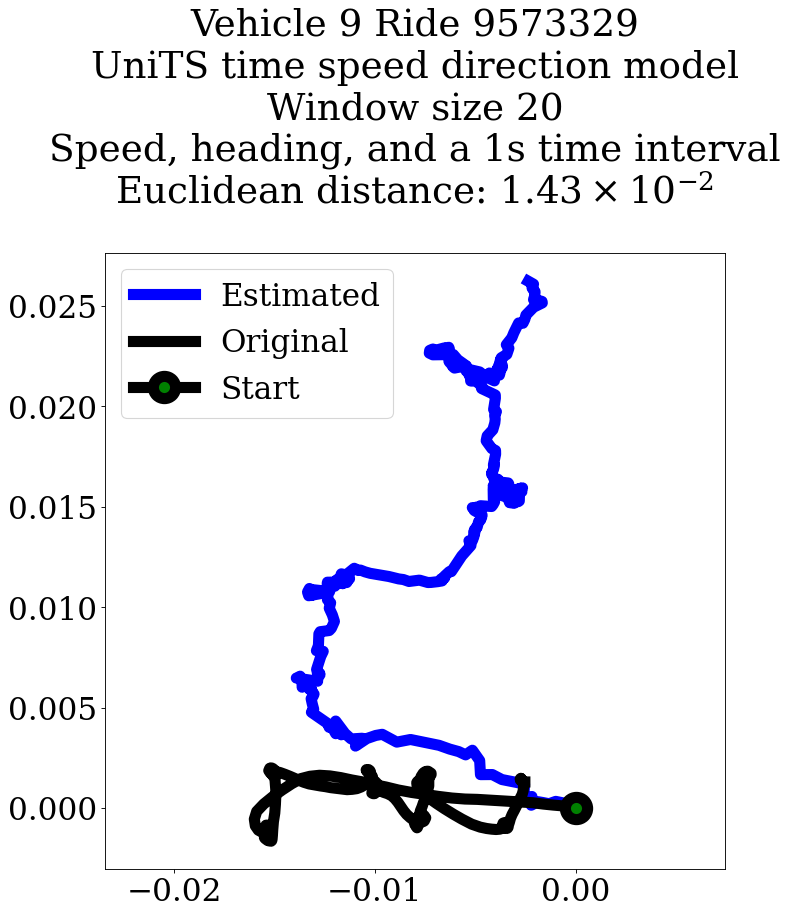 Vehicle 9 Ride 9573329
UniTS time speed direction model
Window size 20
Speed, heading, and a 1s time interval
Euclidean distance: 1.43 × 10⁻²
Estimated
Original
Start
0.025
0.020
0.015
0.010
0.005
0.000
−0.02
−0.01
0.00